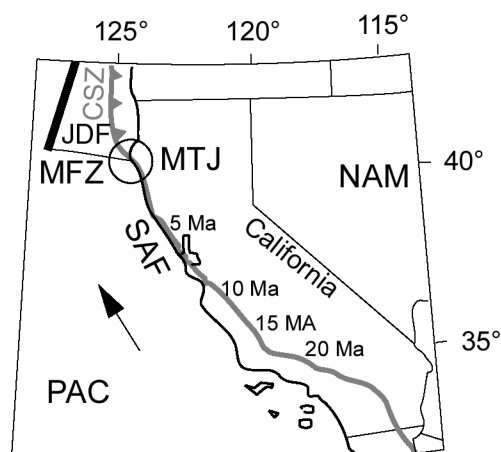 125°
120°
115°
CSZ
JDF
MFZ
MTJ
NAM
40°
SAF
5 Ma
California
10 Ma
15 MA
20 Ma
35°
PAC